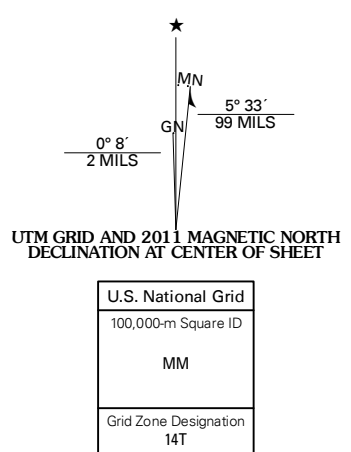 ★
MN
GN
5° 33´
99 MILS
0° 8´
2 MILS
UTM GRID AND 2011 MAGNETIC NORTH
DECLINATION AT CENTER OF SHEET
U.S. National Grid
100,000-m Square ID
MM
Grid Zone Designation
14T